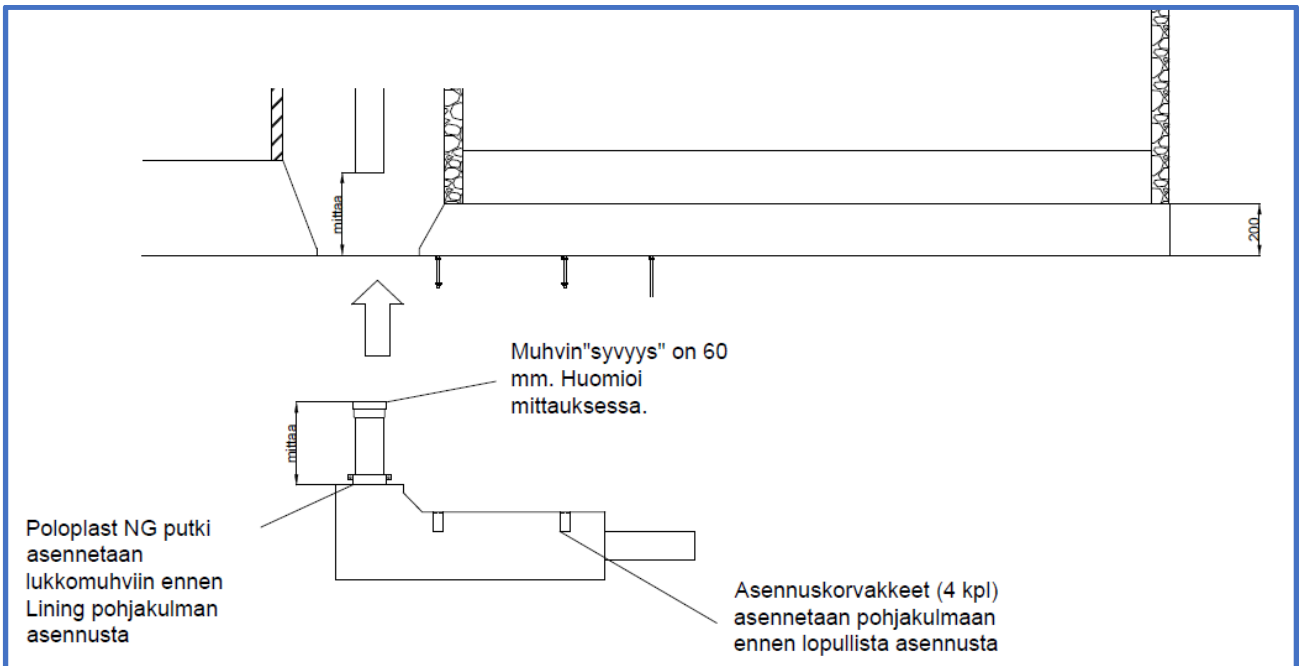 mittaa
200
Muhvin"syvyys" on 60
mm. Huomioi
mittauksessa.
mittaa
Poloplast NG putki
asennetaan
lukkomuhviin ennen
Lining pohjakulman
asennusta
Asennuskorvakkeet (4 kpl)
asennetaan pohjakulmaan
ennen lopullista asennusta